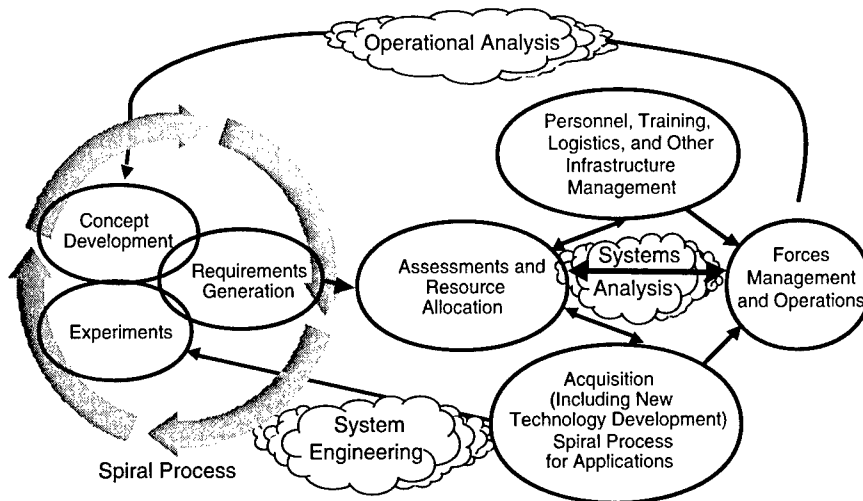 Operational Analysis
Personnel, Training,
Logistics, and Other
Infrastructure
Management
Concept
Development
Requirements
Generation
Experiments
Assessments and
Resource
Allocation
Systems
Analysis
Forces
Management
and Operations
Acquisition
(Including New
Technology Development)
Spiral Process
for Applications
System
Engineering
Spiral Process